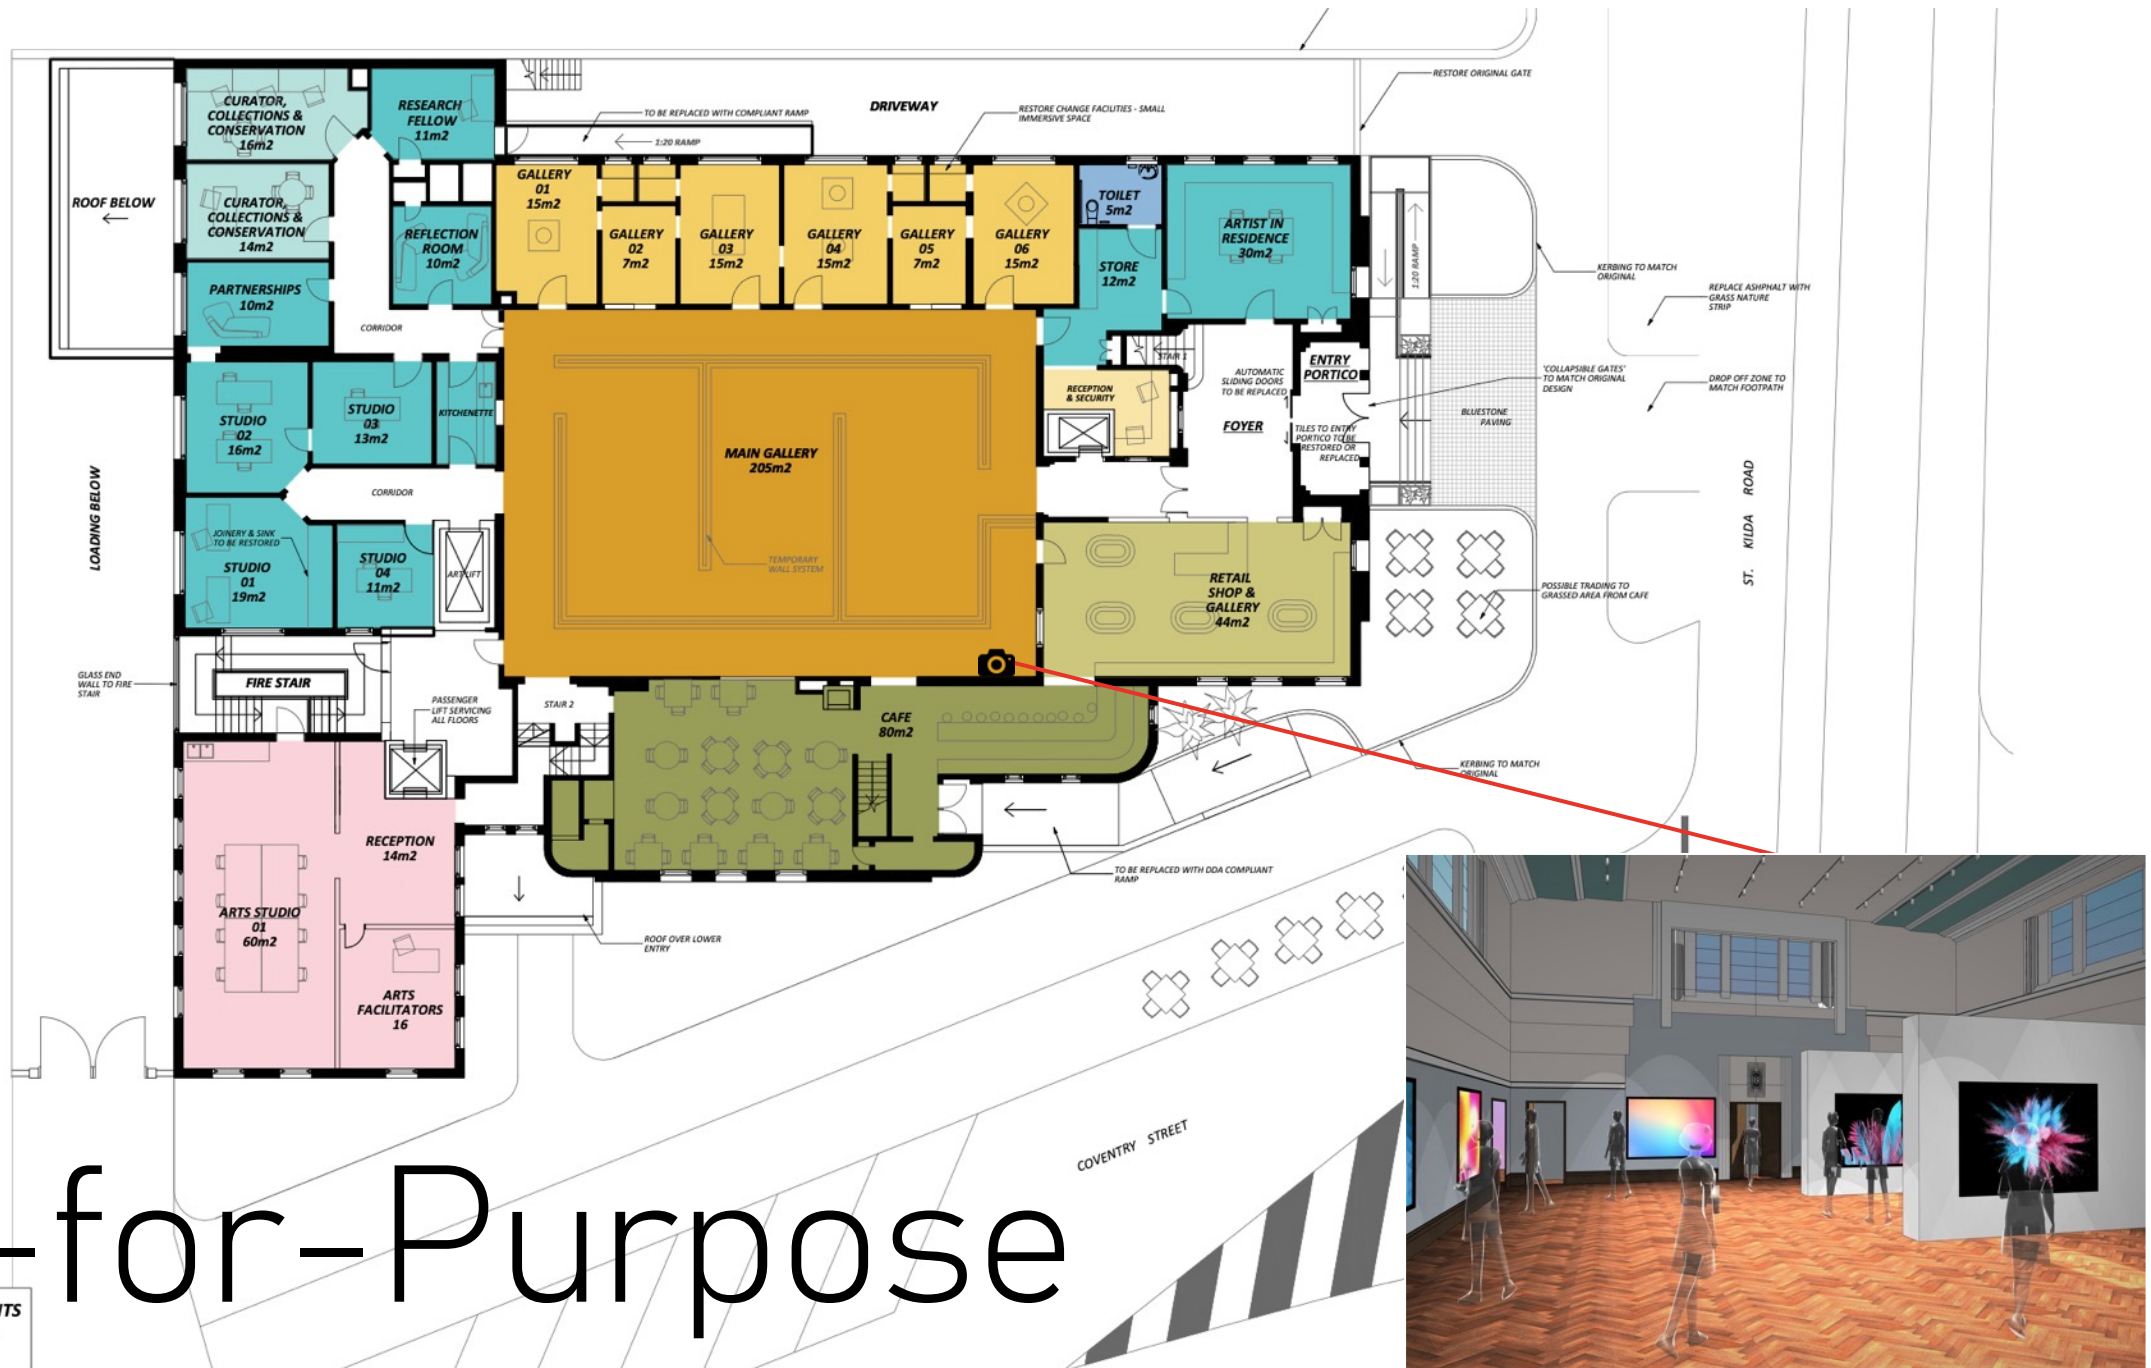 RESTORE ORIGINAL GATE
CURATOR,
COLLECTIONS &
CONSERVATION
16m2
RESEARCH
FELLOW
11m2
TO BE REPLACED WITH COMPLIANT RAMP
DRIVEWAY
RESTORE CHANGE FACILITIES - SMALL
IMMERSIVE SPACE
1:20 RAMP
ROOF BELOW
CURATOR,
COLLECTIONS &
CONSERVATION
14m2
REFLECTION
ROOM
10m2
GALLERY
01
15m2
GALLERY
02
7m2
GALLERY
03
15m2
GALLERY
04
15m2
GALLERY
05
7m2
GALLERY
06
15m2
TOILET
5m2
STORE
12m2
ARTIST IN
RESIDENCE
30m2
1:20 RAMP
KERBING TO MATCH
ORIGINAL
REPLACE ASHPHALT WITH
GRASS NATURE
STRIP
PARTNERSHIPS
10m2
CORRIDOR
STAIR 1
ENTRY
PORTICO
AUTOMATIC
SLIDING DOORS
TO BE REPLACED
'COLLAPSIBLE GATES'
TO MATCH ORIGINAL
DESIGN
DROP OFF ZONE TO
MATCH FOOTPATH
STUDIO
02
16m2
STUDIO
03
13m2
KITCHENETTE
RECEPTION
& SECURITY
FOYER
TILES TO ENTRY
PORTICO TO BE
RESTORED OR
REPLACED
BLUESTONE
PAVING
MAIN GALLERY
205m2
LOADING BELOW
CORRIDOR
ST. KILDA ROAD
JOINERY & SINK
TO BE RESTORED
STUDIO
01
19m2
STUDIO
04
11m2
ART LIFT
TEMPORARY
WALL SYSTEM
RETAIL
SHOP &
GALLERY
44m2
POSSIBLE TRADING TO
GRASSED AREA FROM CAFE
GLASS END
WALL TO FIRE
STAIR
FIRE STAIR
PASSENGER
LIFT SERVICING
ALL FLOORS
STAIR 2
CAFE
80m2
KERBING TO MATCH
ORIGINAL
RECEPTION
14m2
TO BE REPLACED WITH DDA COMPLIANT
RAMP
ARTS STUDIO
01
60m2
ROOF OVER LOWER
ENTRY
ARTS
FACILITATORS
16
COVENTRY STREET
-for-Purpose
ITS